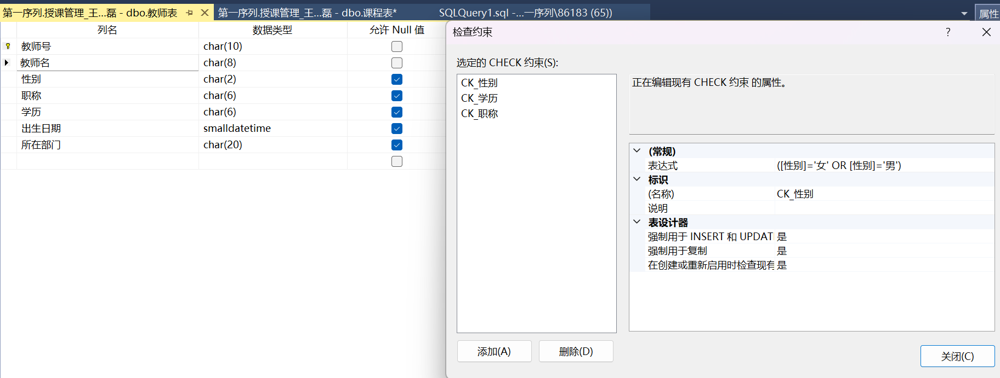 第一序列.授课管理_王...磊 - dbo.教师表
第一序列.授课管理_王...磊 - dbo.课程表*
SQLQuery1.sql -...一序列\86183 (65))
属性
列名 数据类型 允许 Null 值
教师号 char(10)
教师名 char(8)
性别 char(2)
职称 char(6)
学历 char(6)
出生日期 smalldatetime
所在部门 char(20)
检查约束
?
选定的 CHECK 约束(S):
CK_性别
CK_学历
CK_职称
添加(A)
删除(D)
正在编辑现有 CHECK 约束 的属性。
(常规)
表达式 ([性别]='女' OR [性别]='男')
标识
(名称) CK_性别
说明
表设计器
强制用于 INSERT 和 UPDAT 是
强制用于复制 是
在创建或重新启用时检查现有 是
关闭(C)